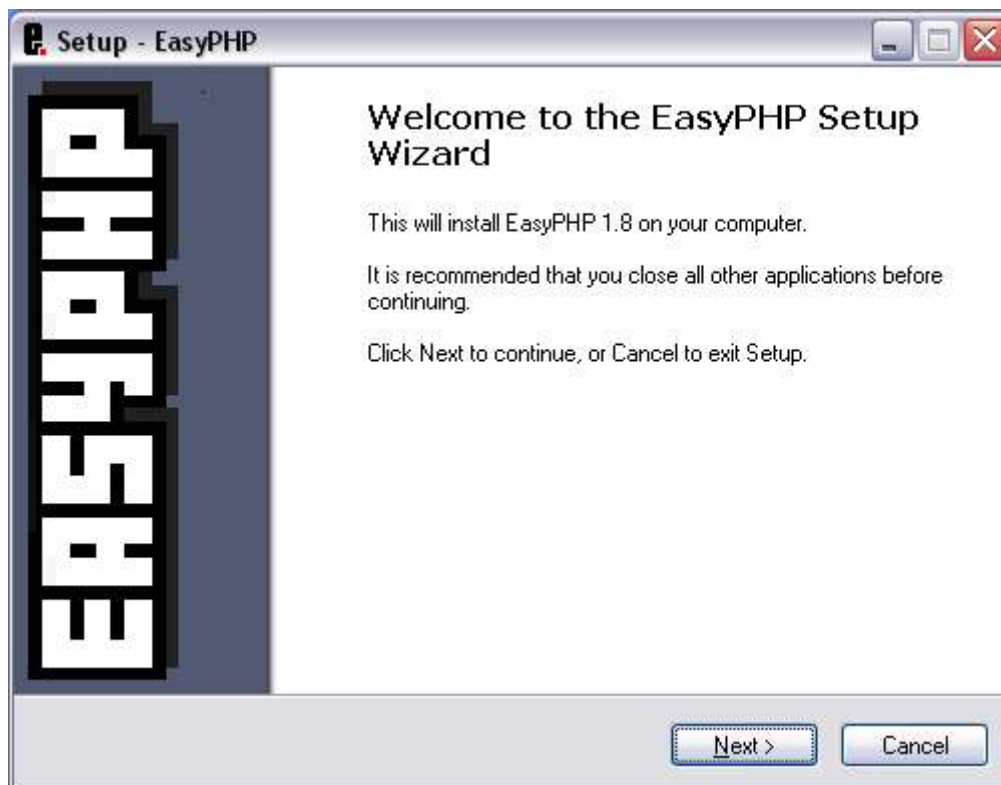 e. Setup - EasyPHP
EASYPHP
Welcome to the EasyPHP Setup
Wizard
This will install EasyPHP 1.8 on your computer.
It is recommended that you close all other applications before
continuing.
Click Next to continue, or Cancel to exit Setup.
Next >
Cancel